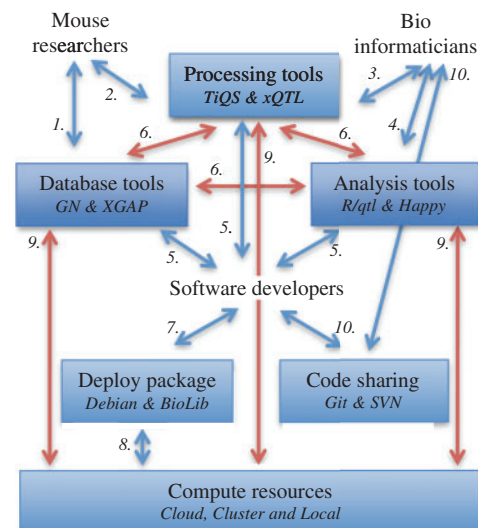 Mouse
researchers
Bio
informaticians
Processing tools
TiQS & xQTL
1.
2.
3.
4.
10.
6.
9.
6.
6.
Database tools
GN & XGAP
Analysis tools
R/qtl & Happy
9.
5.
5.
5.
9.
Software developers
7.
10.
Deploy package
Debian & BioLib
Code sharing
Git & SVN
8.
Compute resources
Cloud, Cluster and Local